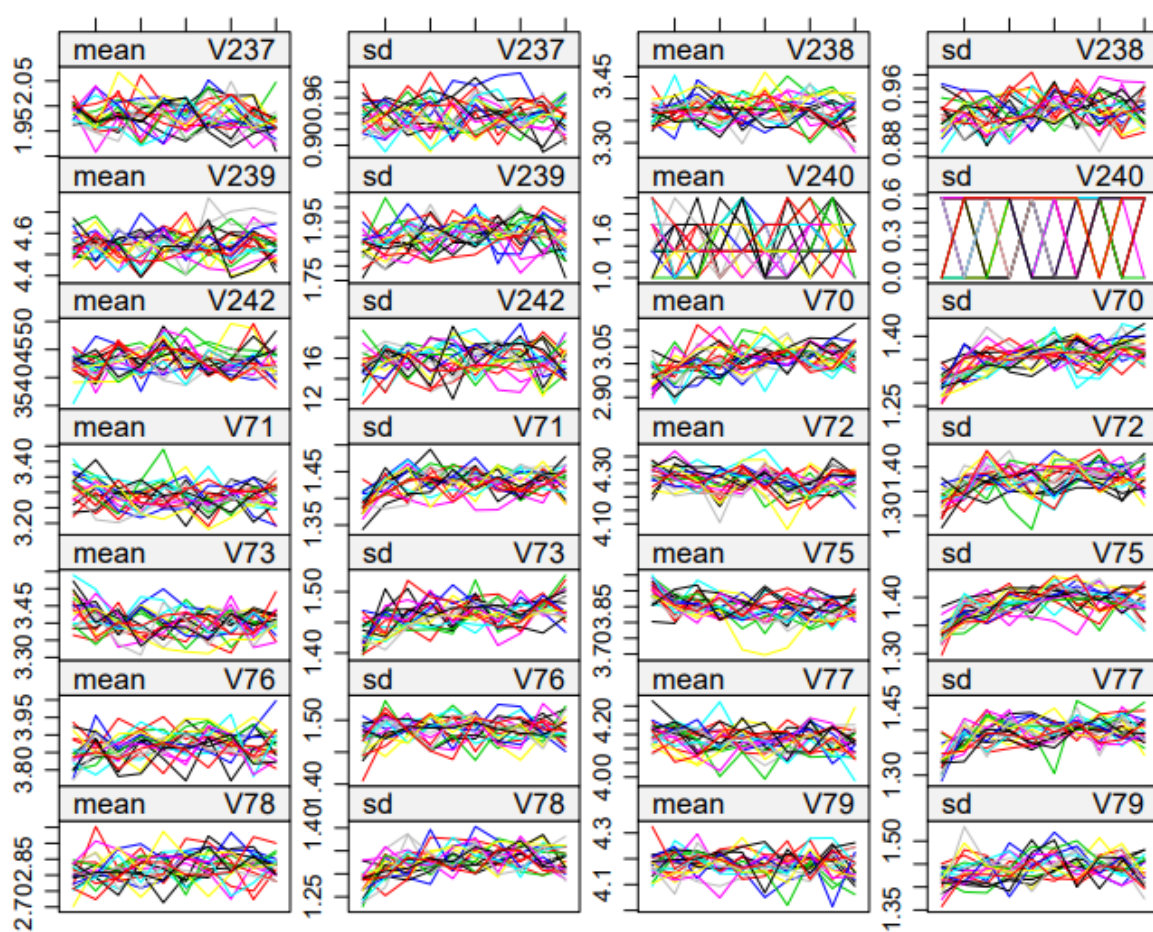 mean V237 sd V237 mean V238 sd V238
1.95 2.05 0.90 0.96 3.30 3.45 0.88 0.96
mean V239 sd V239 mean V240 sd V240
4.4 4.6 1.75 1.95 1.0 1.6 0.0 0.3 0.6
mean V242 sd V242 mean V70 sd V70
35 40 45 50 12 16 2.90 3.05 1.25 1.40
mean V71 sd V71 mean V72 sd V72
3.20 3.40 1.35 1.45 4.10 4.30 1.30 1.40
mean V73 sd V73 mean V75 sd V75
3.30 3.45 1.40 1.50 3.70 3.85 1.30 1.40
mean V76 sd V76 mean V77 sd V77
3.80 3.95 1.40 1.50 4.00 4.20 1.30 1.45
mean V78 sd V78 mean V79 sd V79
2.70 2.85 1.25 1.40 4.1 4.3 1.35 1.50